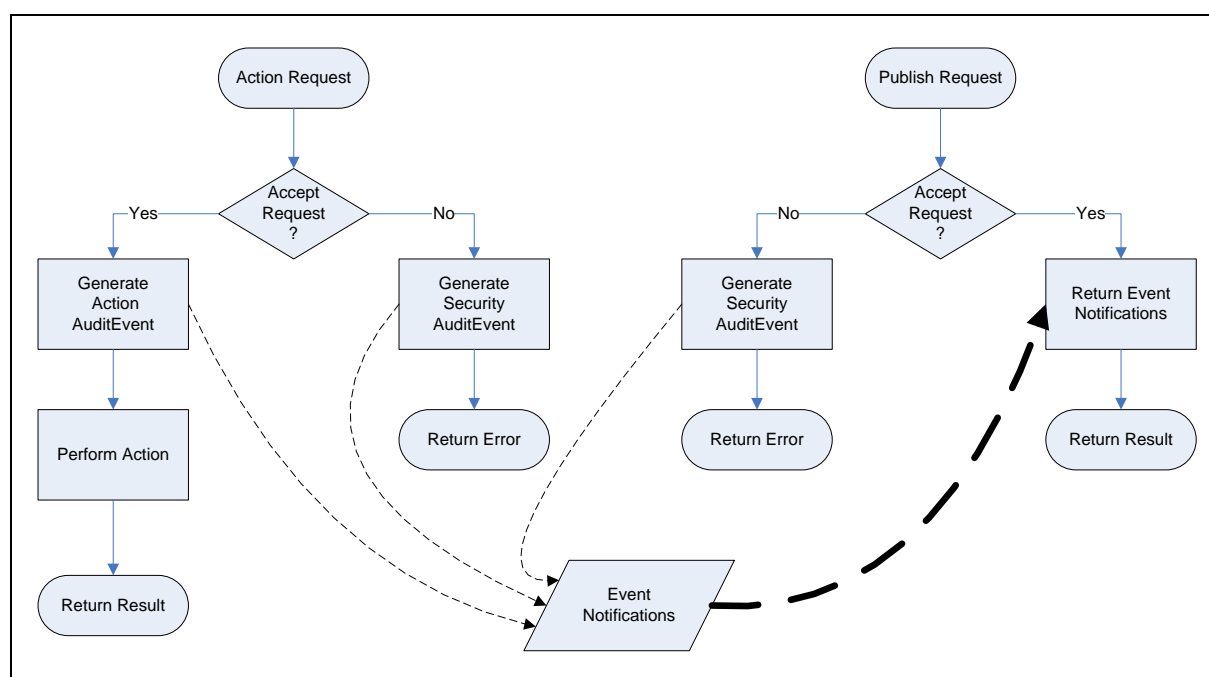 Action Request
Publish Request
Accept
Request
?
Accept
Request
?
Yes
No
No
Yes
Generate
Action
AuditEvent
Generate
Security
AuditEvent
Generate
Security
AuditEvent
Return Event
Notifications
Perform Action
Return Error
Return Error
Return Result
Return Result
Event
Notifications